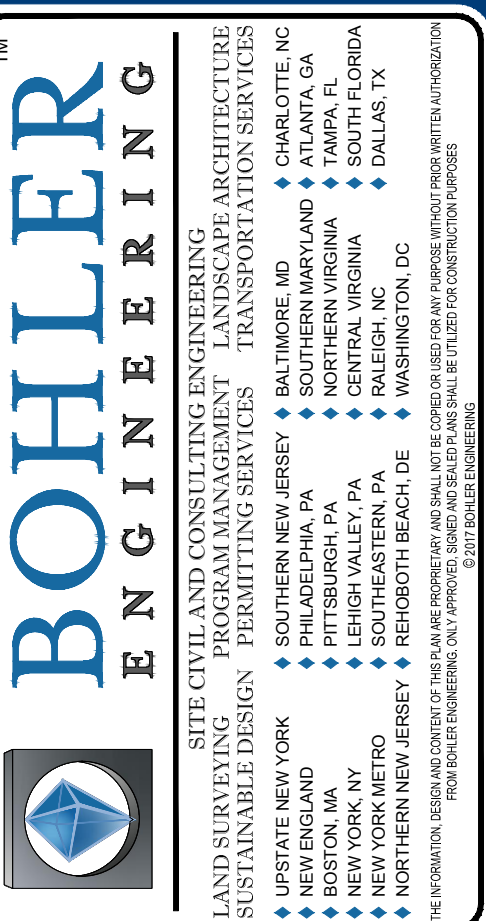 BOHLER™
ENGINEERING
SITE CIVIL AND CONSULTING ENGINEERING
LAND SURVEYING PROGRAM MANAGEMENT LANDSCAPE ARCHITECTURE
SUSTAINABLE DESIGN PERMITTING SERVICES TRANSPORTATION SERVICES
♦ UPSTATE NEW YORK ♦ SOUTHERN NEW JERSEY ♦ BALTIMORE, MD ♦ CHARLOTTE, NC
♦ NEW ENGLAND ♦ PHILADELPHIA, PA ♦ SOUTHERN MARYLAND ♦ ATLANTA, GA
♦ BOSTON, MA ♦ PITTSBURGH, PA ♦ NORTHERN VIRGINIA ♦ TAMPA, FL
♦ NEW YORK, NY ♦ LEHIGH VALLEY, PA ♦ CENTRAL VIRGINIA ♦ SOUTH FLORIDA
♦ NEW YORK METRO ♦ SOUTHEASTERN, PA ♦ RALEIGH, NC ♦ DALLAS, TX
♦ NORTHERN NEW JERSEY ♦ REHOBOTH BEACH, DE ♦ WASHINGTON, DC
THE INFORMATION, DESIGN AND CONTENT OF THIS PLAN ARE PROPRIETARY AND SHALL NOT BE COPIED OR USED FOR ANY PURPOSE WITHOUT PRIOR WRITTEN AUTHORIZATION
FROM BOHLER ENGINEERING. ONLY APPROVED, SIGNED AND SEALED PLANS SHALL BE UTILIZED FOR CONSTRUCTION PURPOSES
© 2017 BOHLER ENGINEERING